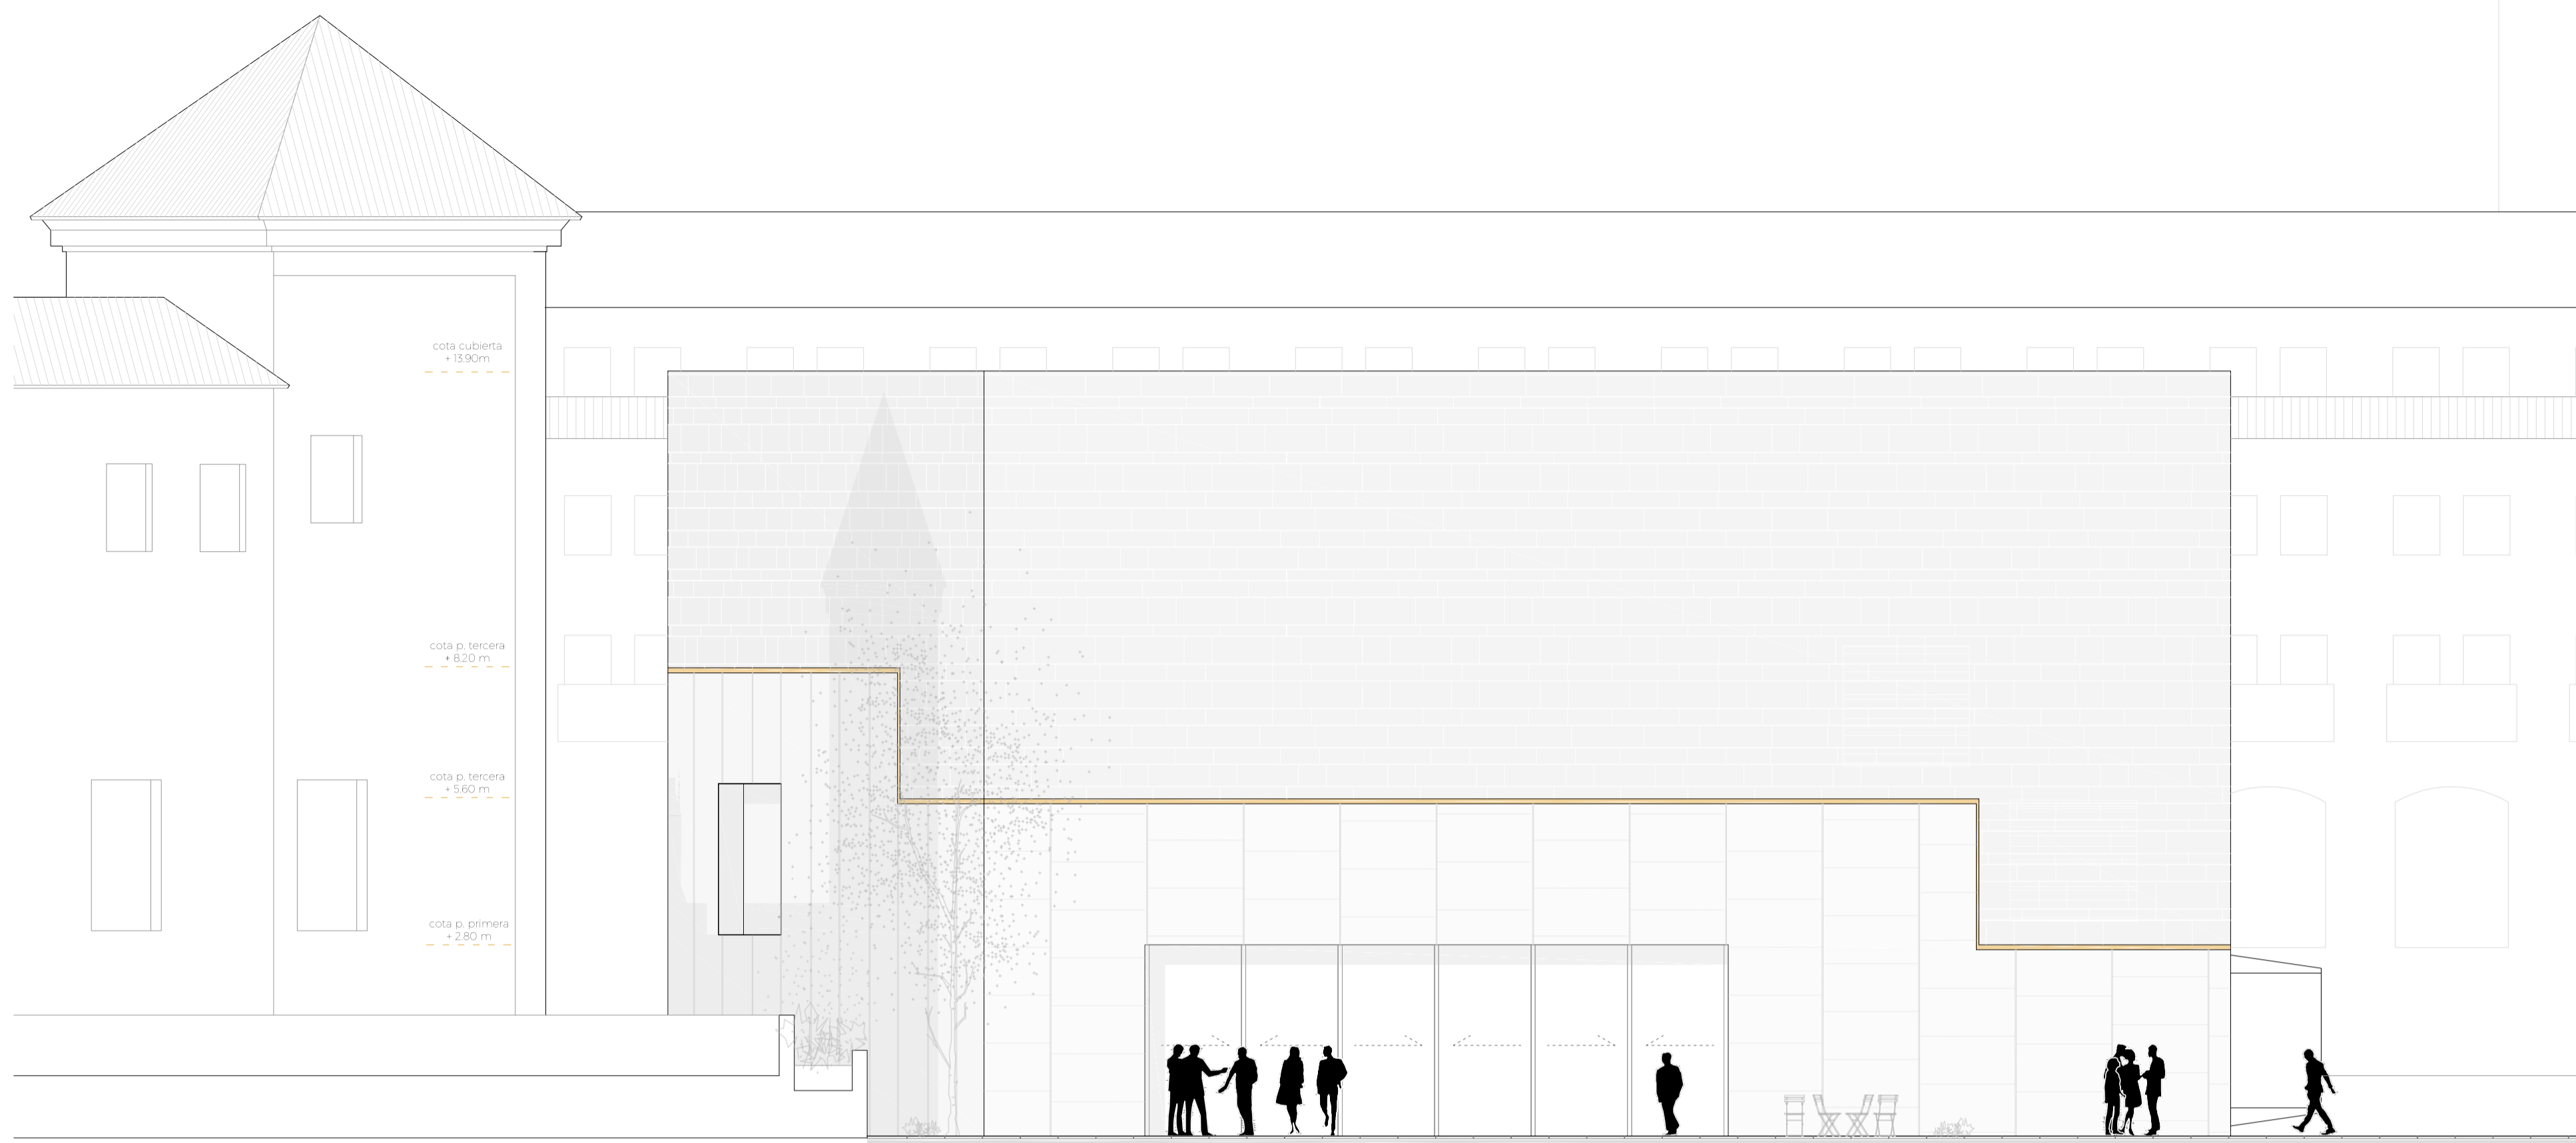 cota cubierta
+ 13.90m
cota p. tercera
+ 8.20 m
cota p. tercera
+ 5.60 m
cota p. primera
+ 2.80 m